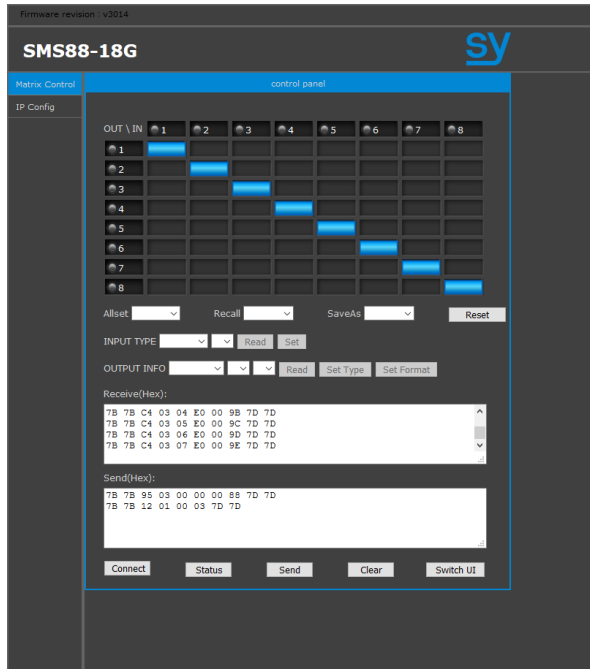 Firmware revision : v3014
SMS88-18G
sy
Matrix Control
control panel
IP Config
OUT \ IN 1 2 3 4 5 6 7 8
1
2
3
4
5
6
7
8
Allset Recall SaveAs Reset
INPUT TYPE Read Set
OUTPUT INFO Read Set Type Set Format
Receive(Hex):
7B 7B C4 03 04 E0 00 9B 7D 7D
7B 7B C4 03 05 E0 00 9C 7D 7D
7B 7B C4 03 06 E0 00 9D 7D 7D
7B 7B C4 03 07 E0 00 9E 7D 7D
Send(Hex):
7B 7B 95 03 00 00 00 88 7D 7D
7B 7B 12 01 00 03 7D 7D
Connect Status Send Clear Switch UI